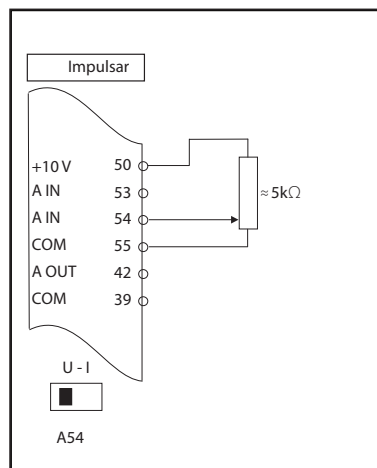 Impulsar
+10 V 50
A IN 53
A IN 54
COM 55
A OUT 42
COM 39
≈ 5kΩ
U - I
A54